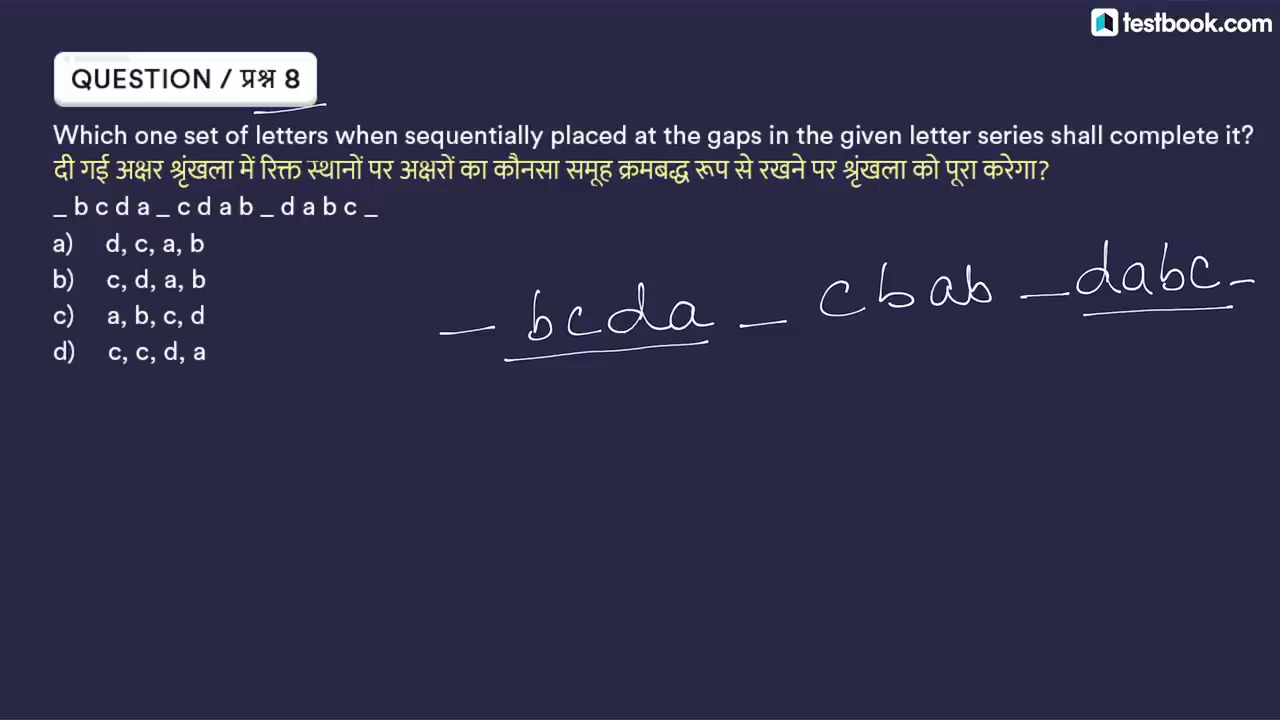 testbook.com
QUESTION / प्रश्न 8
Which one set of letters when sequentially placed at the gaps in the given letter series shall complete it?
दी गई अक्षर श्रृंखला में रिक्त स्थानों पर अक्षरों का कौनसा समूह क्रमबद्ध रूप से रखने पर श्रृंखला को पूरा करेगा?
_ b c d a _ c d a b _ d a b c _
a) d, c, a, b
b) c, d, a, b
c) a, b, c, d
d) c, c, d, a
_ bcda _ cbab _ dabc _